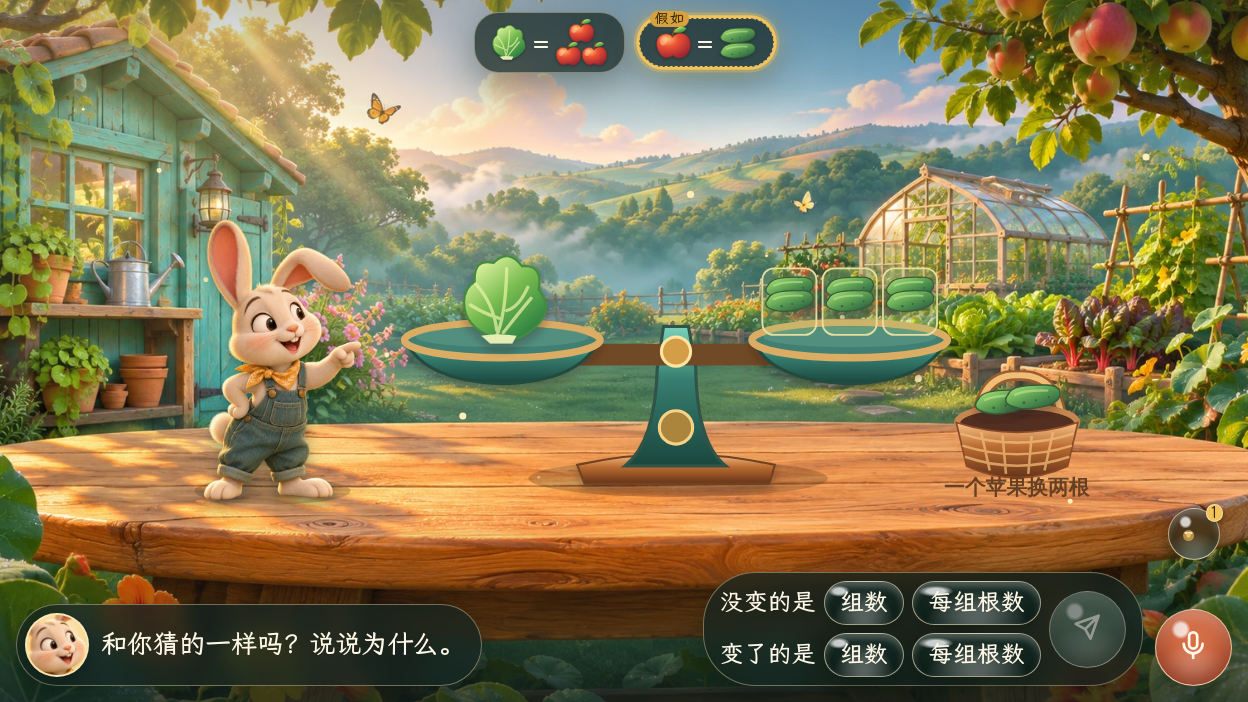 =
假如
=
一个苹果换两根
1
和你猜的一样吗？说说为什么。
没变的是 组数 每组根数
变了的是 组数 每组根数